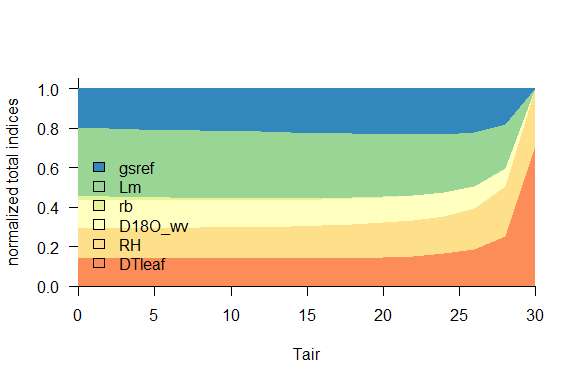 normalized total indices
1.0
0.8
0.6
0.4
0.2
0.0
gsref
Lm
rb
D18O_wv
RH
DTleaf
0 5 10 15 20 25 30
Tair